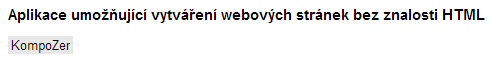 Aplikace umožňující vytváření webových stránek bez znalosti HTML
KompoZer